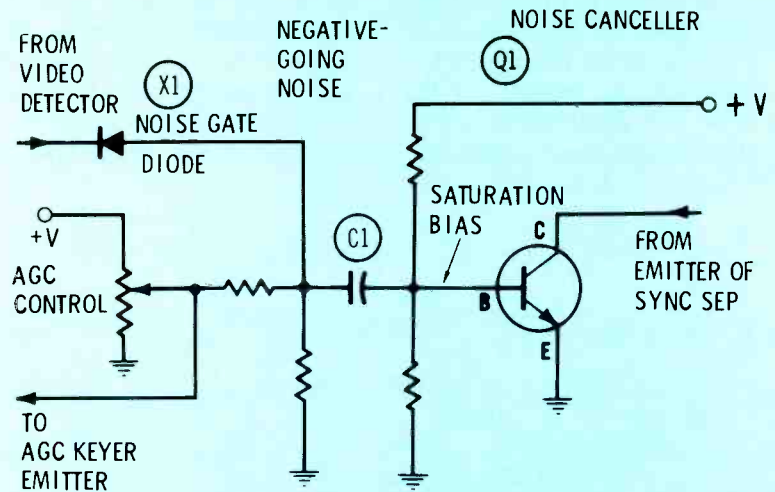 NOISE CANCELLER
NEGATIVE-
GOING
NOISE
FROM
VIDEO
DETECTOR
X1
Q1
+ V
NOISE GATE
DIODE
SATURATION
BIAS
C1
C
+V
AGC
CONTROL
B
E
FROM
EMITTER OF
SYNC SEP
TO
AGC KEYER
EMITTER